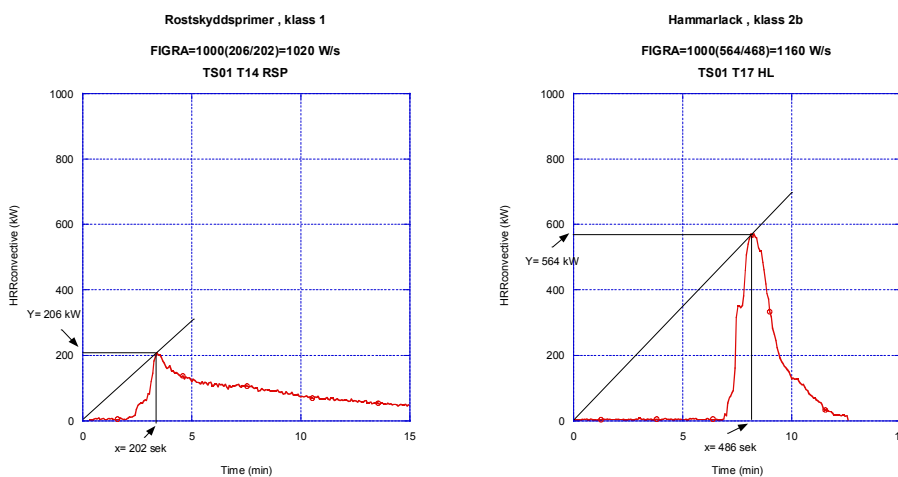 Rostskyddsprimer , klass 1
FIGRA=1000(206/202)=1020 W/s
TS01 T14 RSP
1000
800
600
400
200
0
HRRconvective (kW)
Y= 206 kW
0
5
10
15
x= 202 sek
Time (min)
Hammarlack , klass 2b
FIGRA=1000(564/468)=1160 W/s
TS01 T17 HL
1000
800
600
400
200
0
HRRconvective (kW)
Y= 564 kW
0
5
10
15
x= 486 sek
Time (min)